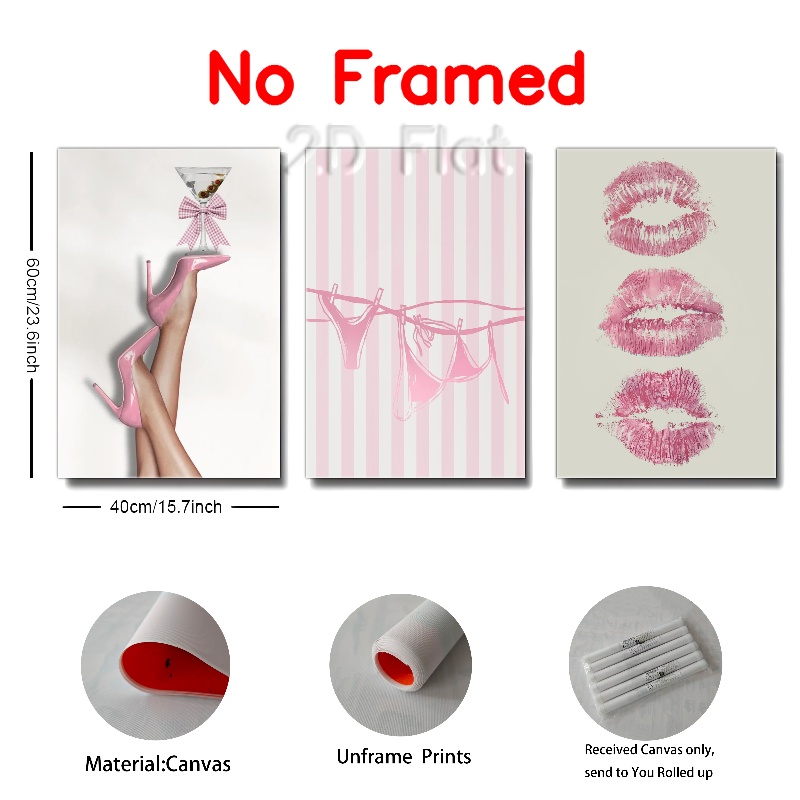 No Framed
2D Flat
60cm/23.6inch
40cm/15.7inch
Material:Canvas
Unframe Prints
Received Canvas only,
send to You Rolled up